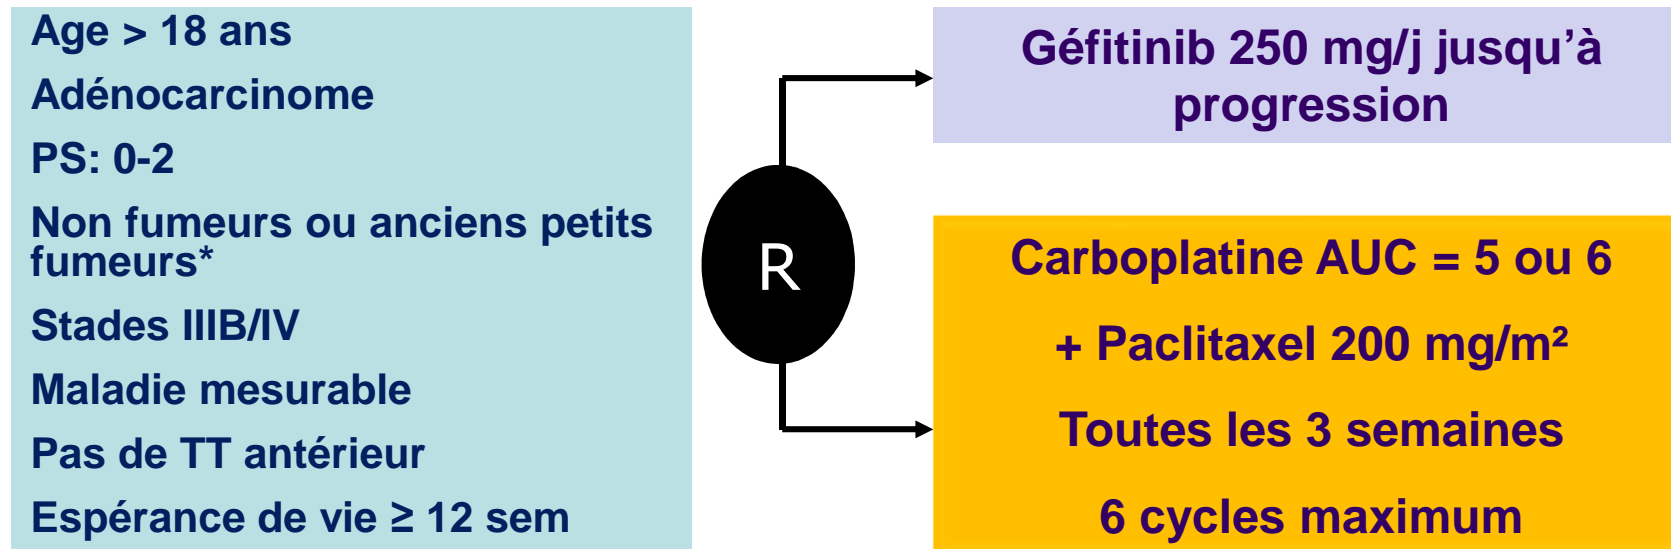 Age > 18 ans
Adénocarcinome
PS: 0-2
Non fumeurs ou anciens petits
fumeurs*
Stades IIIB/IV
Maladie mesurable
Pas de TT antérieur
Espérance de vie ≥ 12 sem
R
Géfitinib 250 mg/j jusqu’à
progression
Carboplatine AUC = 5 ou 6
+ Paclitaxel 200 mg/m²
Toutes les 3 semaines
6 cycles maximum